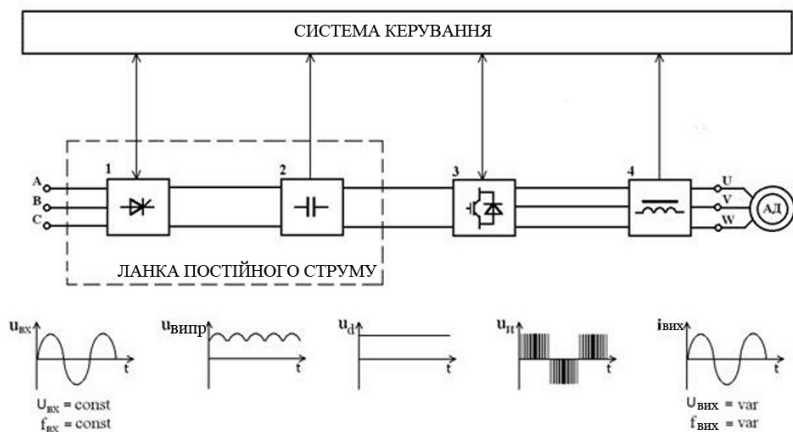 СИСТЕМА КЕРУВАННЯ
1 2 3 4
A U
B V АД
C W
ЛАНКА ПОСТІЙНОГО СТРУМУ
uвх uвипр ud uи iвих
t t t t t
Uвх = const Uвих = var
fвх = const fвих = var